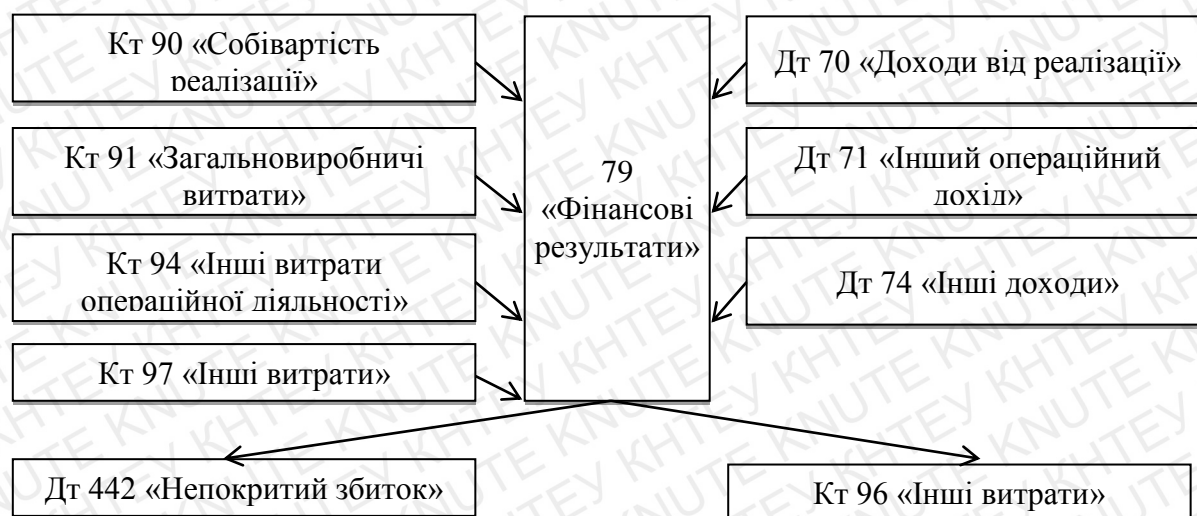 Кт 90 «Собівартість
реалізації»
Кт 91 «Загальновиробничі
витрати»
Кт 94 «Інші витрати
операційної діяльності»
Кт 97 «Інші витрати»
79
«Фінансові
результати»
Дт 70 «Доходи від реалізації»
Дт 71 «Інший операційний
дохід»
Дт 74 «Інші доходи»
Дт 442 «Непокритий збиток»
Кт 96 «Інші витрати»